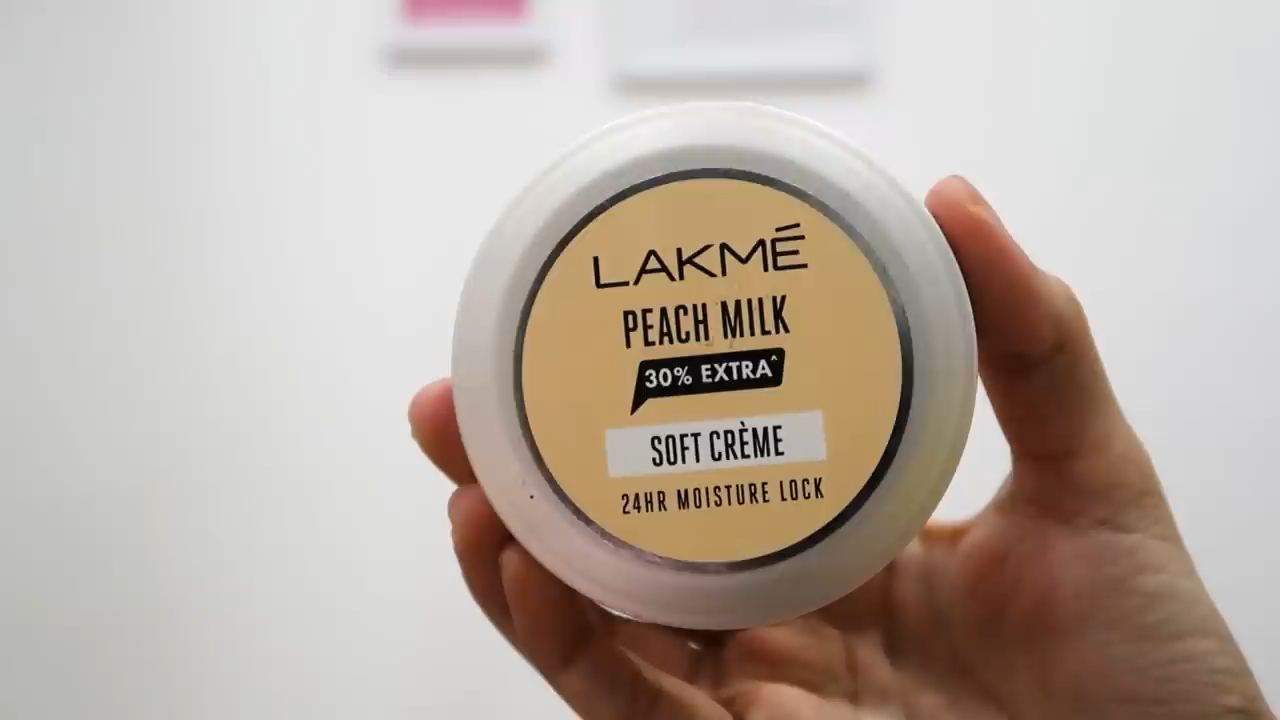 LAKMÉ
PEACH MILK
30% EXTRA^
SOFT CRÈME
24HR MOISTURE LOCK